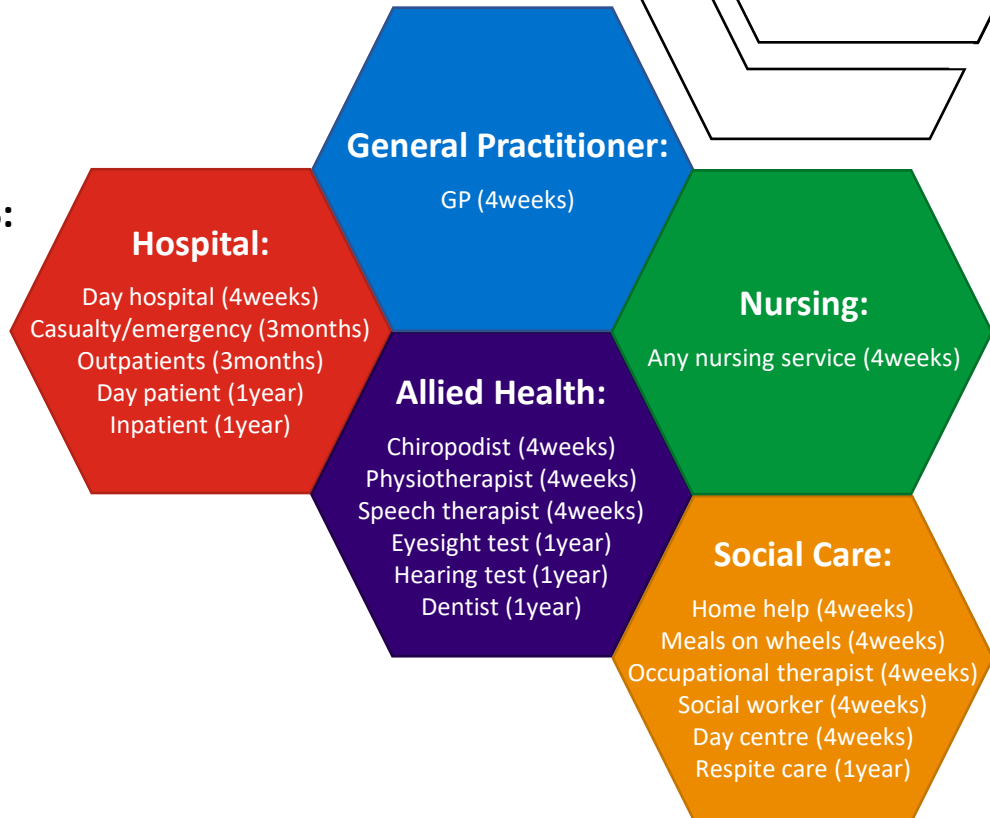 General Practitioner:
GP (4weeks)
Hospital:
Day hospital (4weeks)
Casualty/emergency (3months)
Outpatients (3months)
Day patient (1year)
Inpatient (1year)
Nursing:
Any nursing service (4weeks)
Allied Health:
Chiropodist (4weeks)
Physiotherapist (4weeks)
Speech therapist (4weeks)
Eyesight test (1year)
Hearing test (1year)
Dentist (1year)
Social Care:
Home help (4weeks)
Meals on wheels (4weeks)
Occupational therapist (4weeks)
Social worker (4weeks)
Day centre (4weeks)
Respite care (1year)